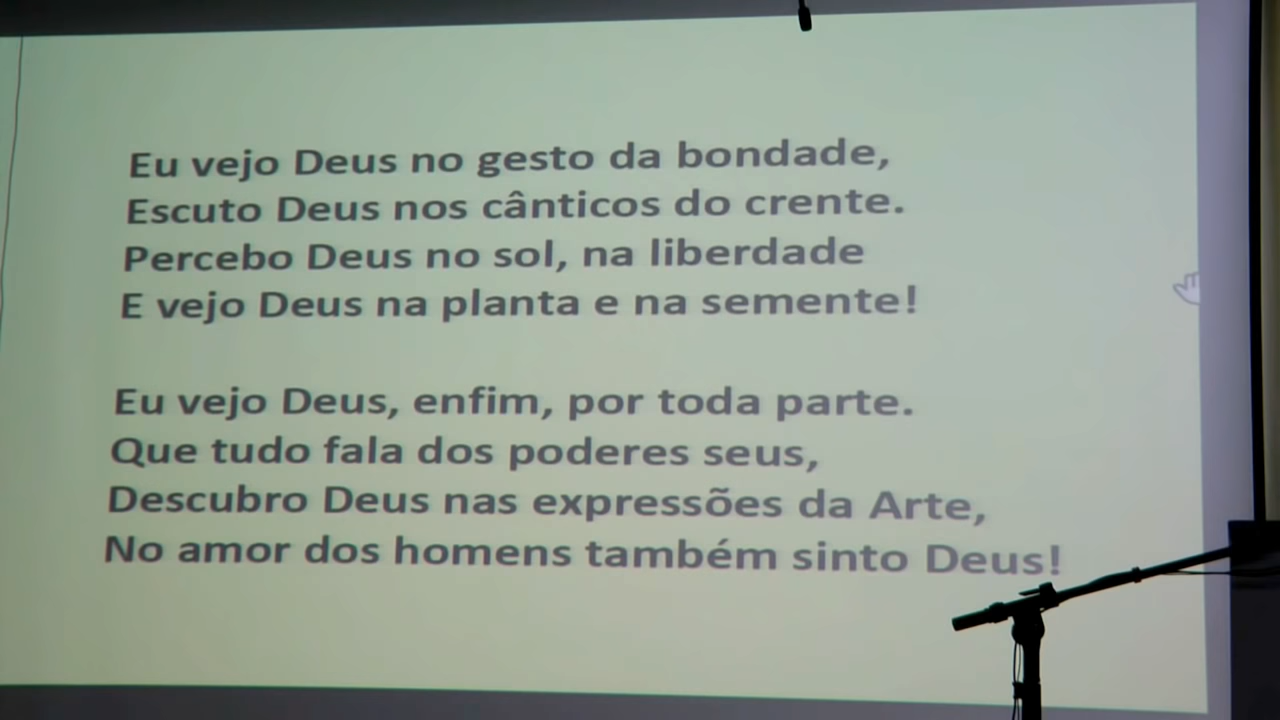 Eu vejo Deus no gesto da bondade,
Escuto Deus nos cânticos do crente.
Percebo Deus no sol, na liberdade
E vejo Deus na planta e na semente!
Eu vejo Deus, enfim, por toda parte.
Que tudo fala dos poderes seus,
Descubro Deus nas expressões da Arte,
No amor dos homens também sinto Deus!